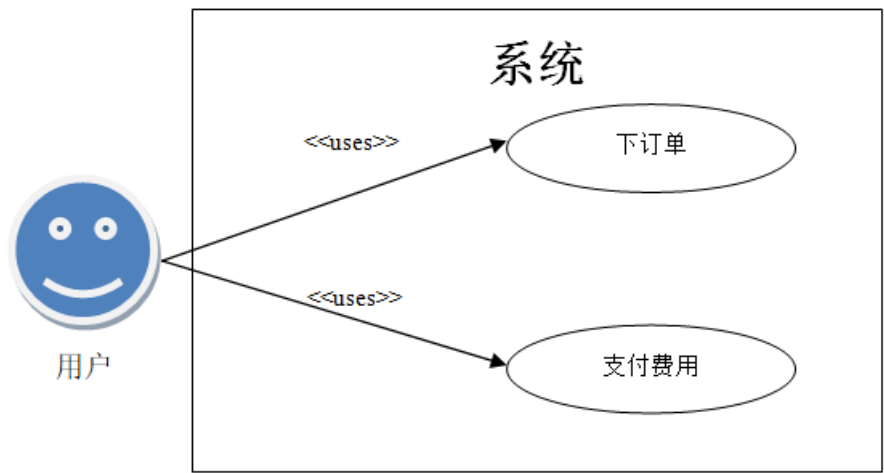 系统
<<uses>>
下订单
<<uses>>
用户
支付费用